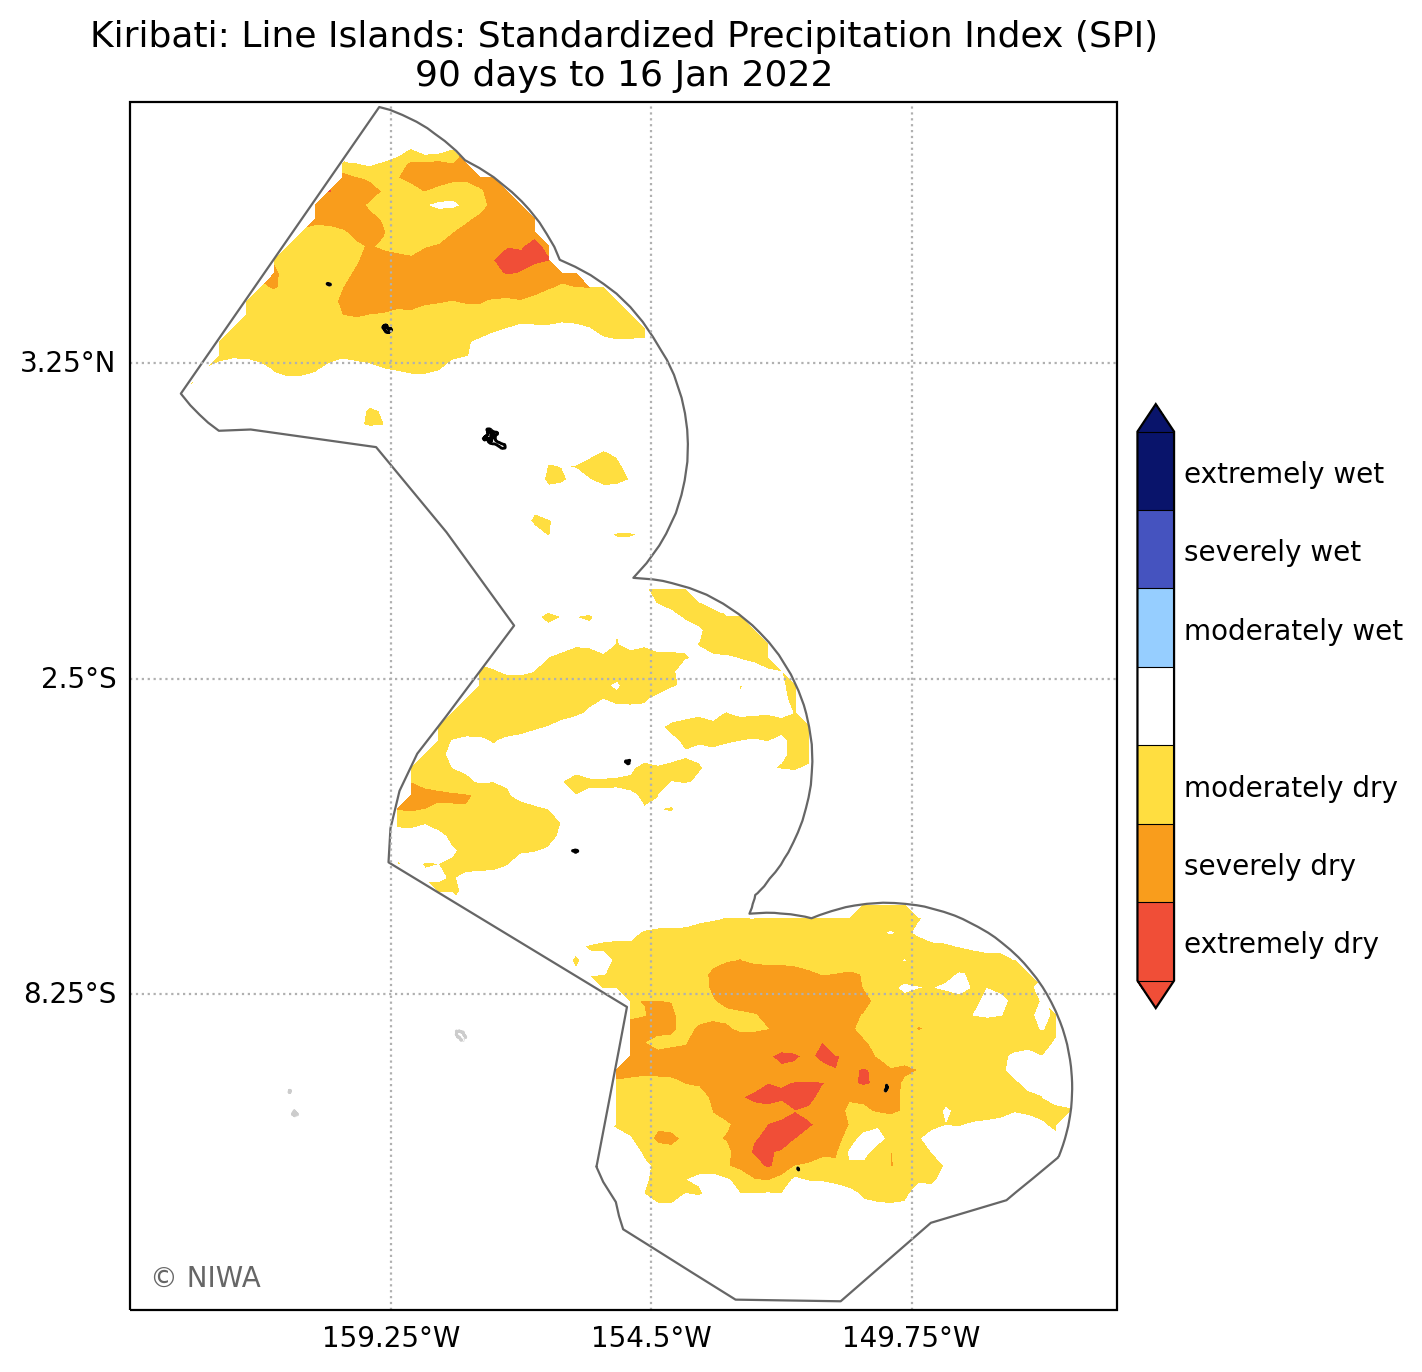 Kiribati: Line Islands: Standardized Precipitation Index (SPI)
90 days to 16 Jan 2022
3.25°N
2.5°S
8.25°S
159.25°W
154.5°W
149.75°W
© NIWA
extremely wet
severely wet
moderately wet
moderately dry
severely dry
extremely dry